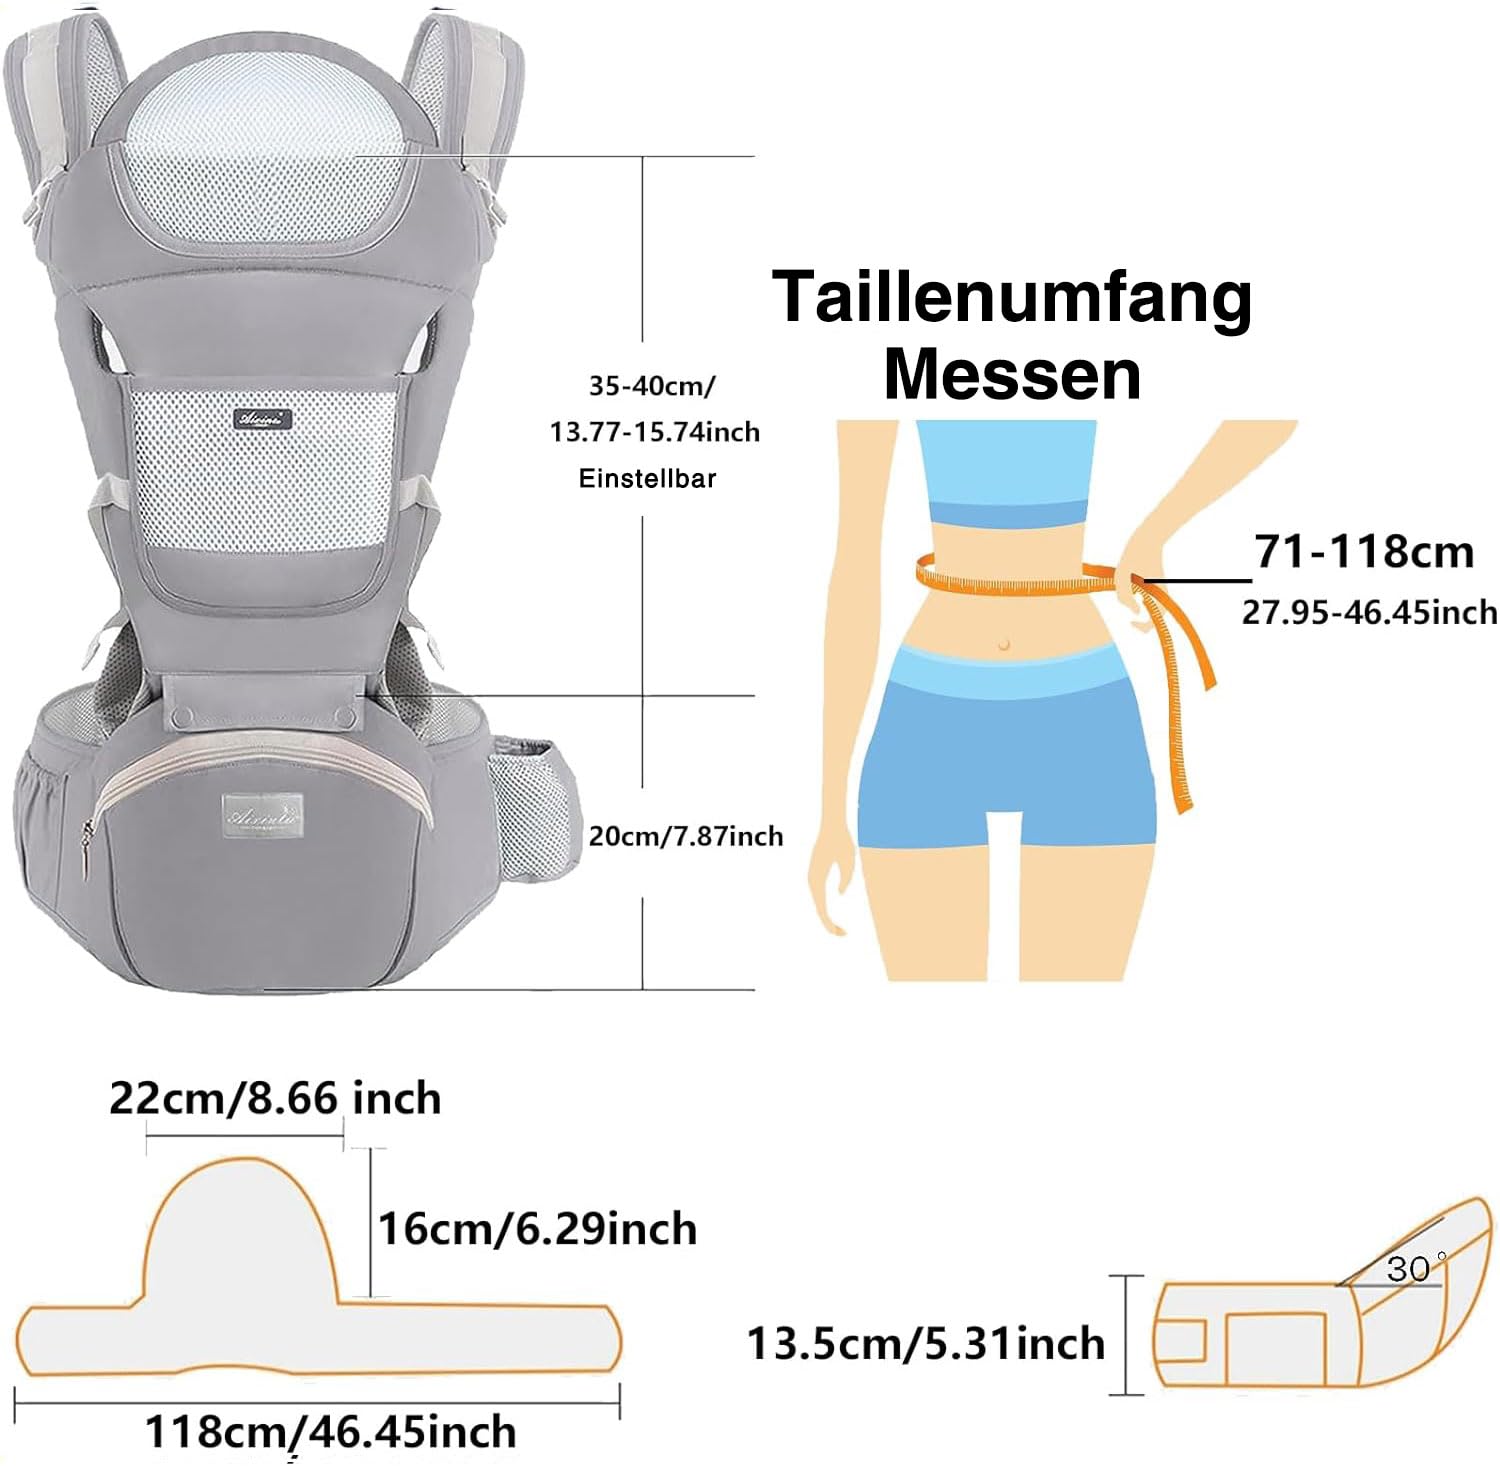 Taillenumfang
Messen
35-40cm/
13.77-15.74inch
Einstellbar
71-118cm
27.95-46.45inch
20cm/7.87inch
22cm/8.66 inch
16cm/6.29inch
30°
13.5cm/5.31inch
118cm/46.45inch